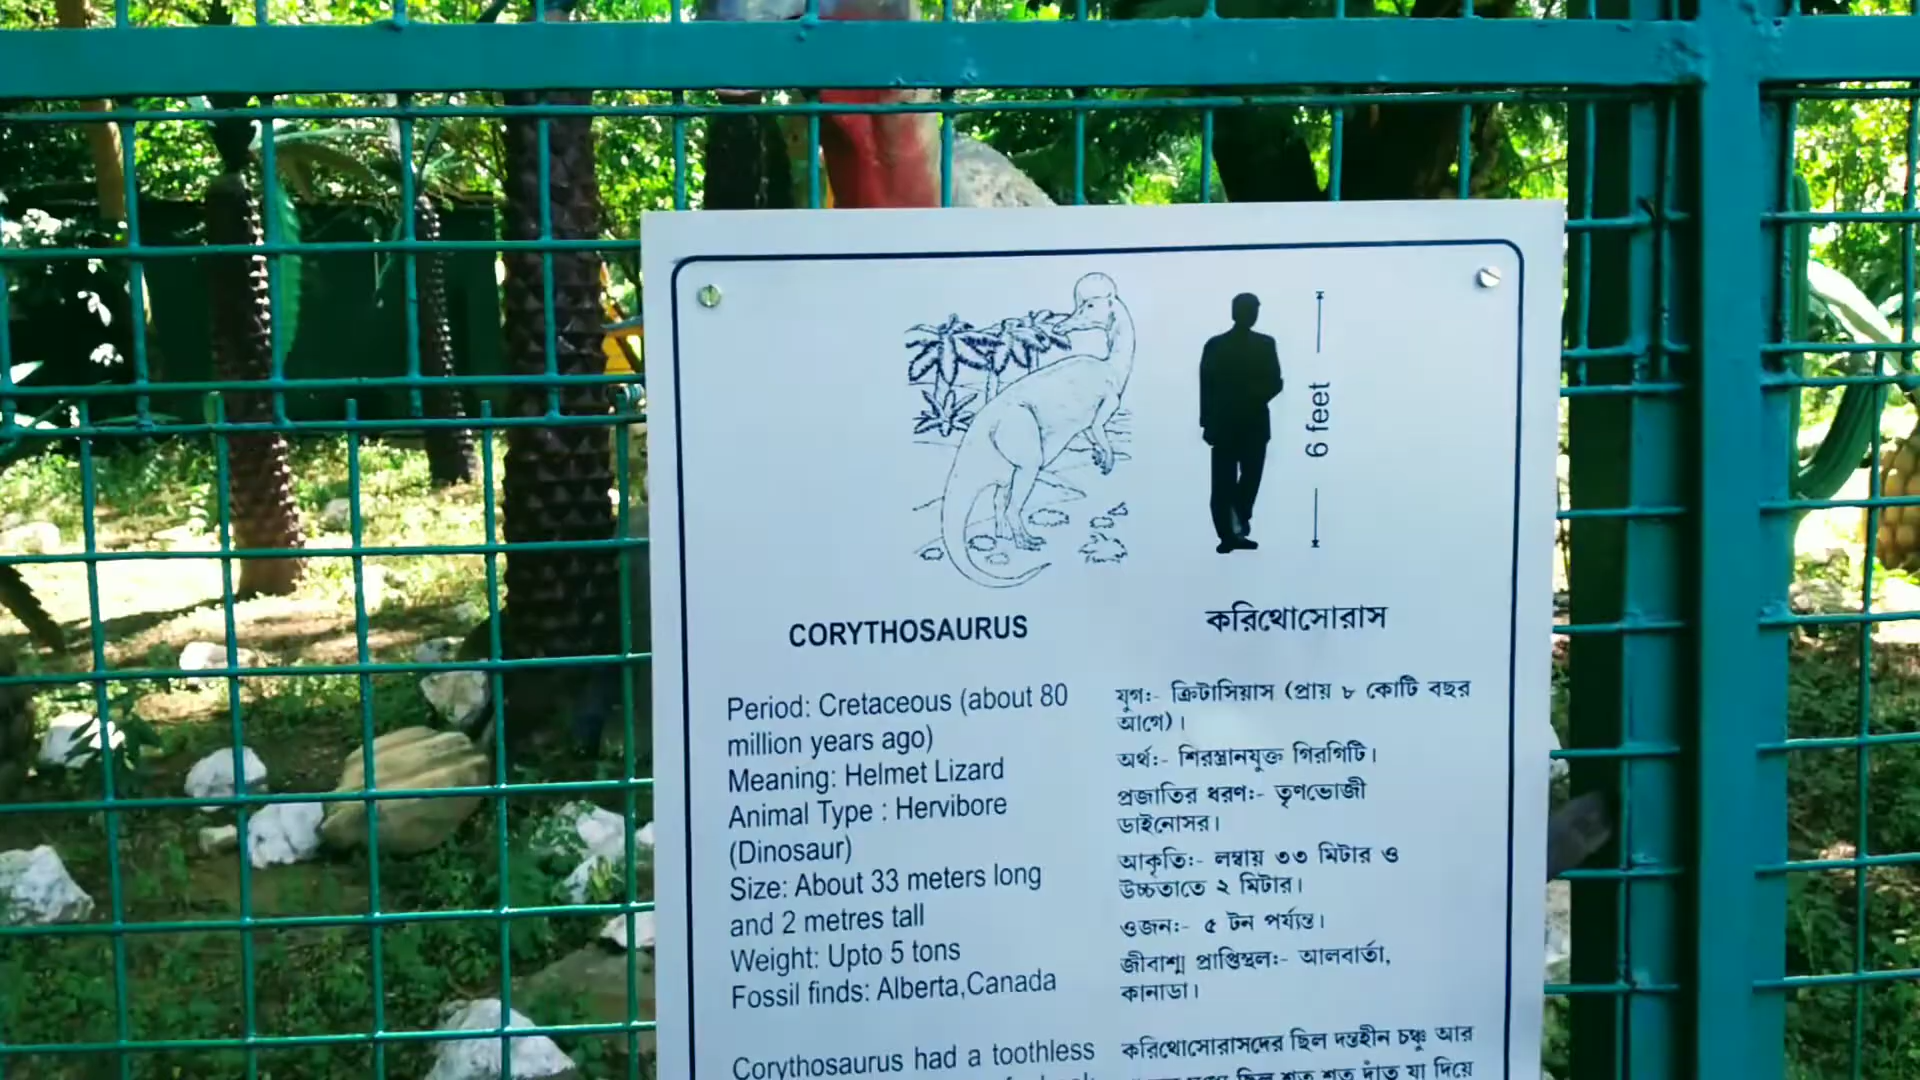 6 feet
CORYTHOSAURUS
Period: Cretaceous (about 80
million years ago)
Meaning: Helmet Lizard
Animal Type : Hervibore
(Dinosaur)
Size: About 33 meters long
and 2 metres tall
Weight: Upto 5 tons
Fossil finds: Alberta,Canada
Corythosaurus had a toothless
করিথোসোরাস
যুগঃ- ক্রিটাসিয়াস (প্রায় ৮ কোটি বছর
আগে)।
অর্থঃ- শিরস্ত্রানযুক্ত গিরগিটি।
প্রজাতির ধরণঃ- তৃণভোজী
ডাইনোসর।
আকৃতিঃ- লম্বায় ৩৩ মিটার ও
উচ্চতাতে ২ মিটার।
ওজনঃ- ৫ টন পর্য্যন্ত।
জীবাশ্ম প্রাপ্তিস্থলঃ- আলবার্তা,
কানাডা।
করিথোসোরাসদের ছিল দন্তহীন চঞ্চু আর
ছিল শত শত দাঁত যা দিয়ে